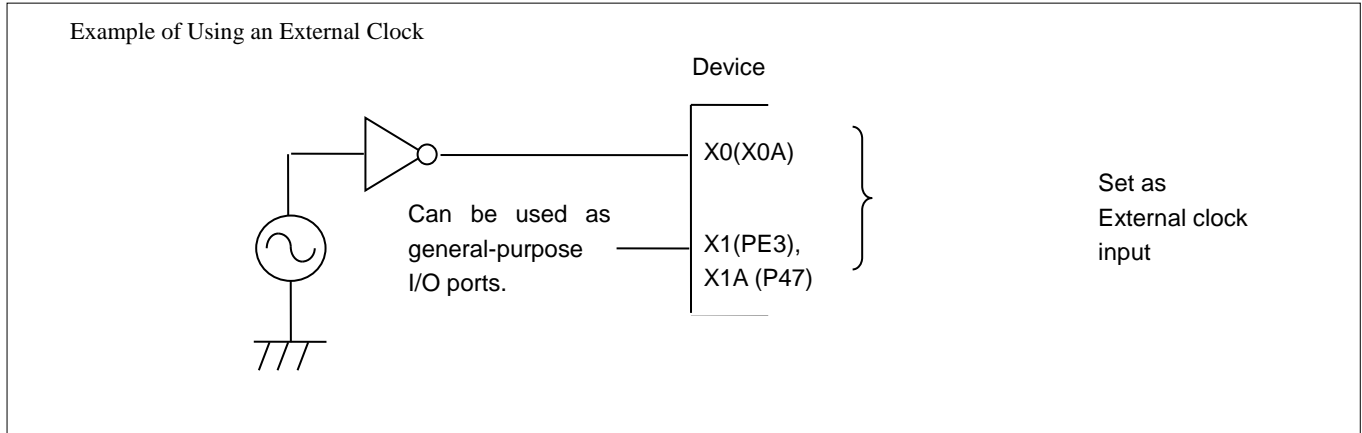 Example of Using an External Clock
Device
X0(X0A)
Can be used as
general-purpose
I/O ports.
X1(PE3),
X1A (P47)
Set as
External clock
input